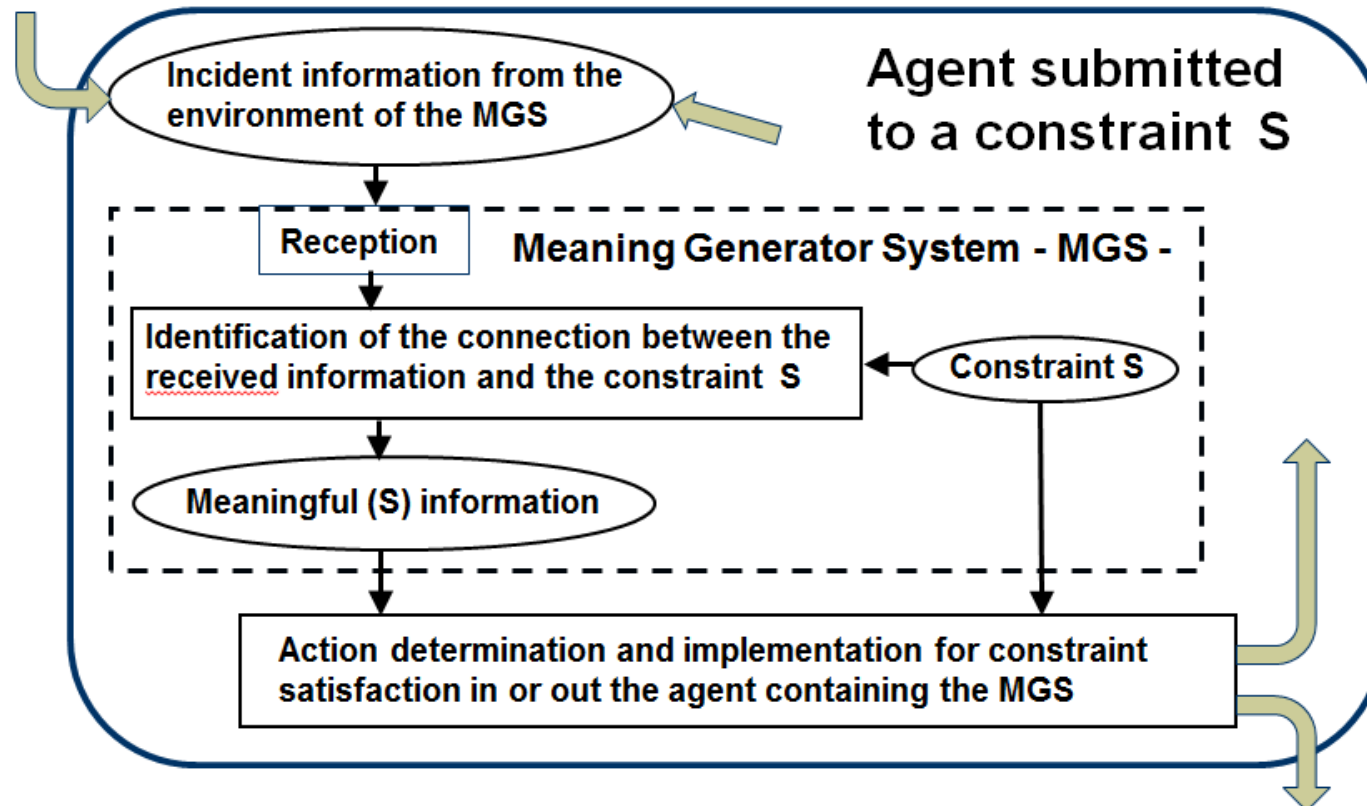 Incident information from the
environment of the MGS
Agent submitted
to a constraint S
Reception
Meaning Generator System - MGS -
Identification of the connection between the
received information and the constraint S
Constraint S
Meaningful (S) information
Action determination and implementation for constraint
satisfaction in or out the agent containing the MGS